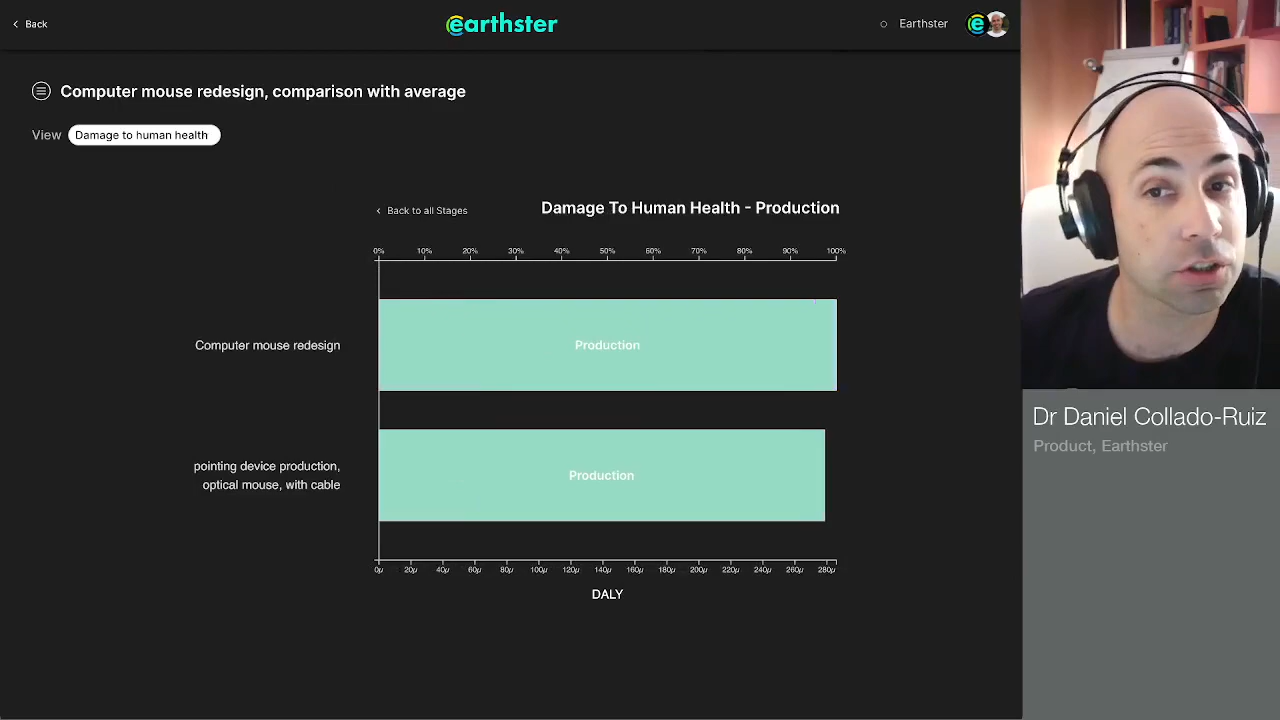 Back
earthster
Earthster
e
Computer mouse redesign, comparison with average
View
Damage to human health
Back to all Stages
Damage To Human Health - Production
0% 10% 20% 30% 40% 50% 60% 70% 80% 90% 100%
Computer mouse redesign
Production
pointing device production,
optical mouse, with cable
Production
0μ 20μ 40μ 60μ 80μ 100μ 120μ 140μ 160μ 180μ 200μ 220μ 240μ 260μ 280μ
DALY
Dr Daniel Collado-Ruiz
Product, Earthster